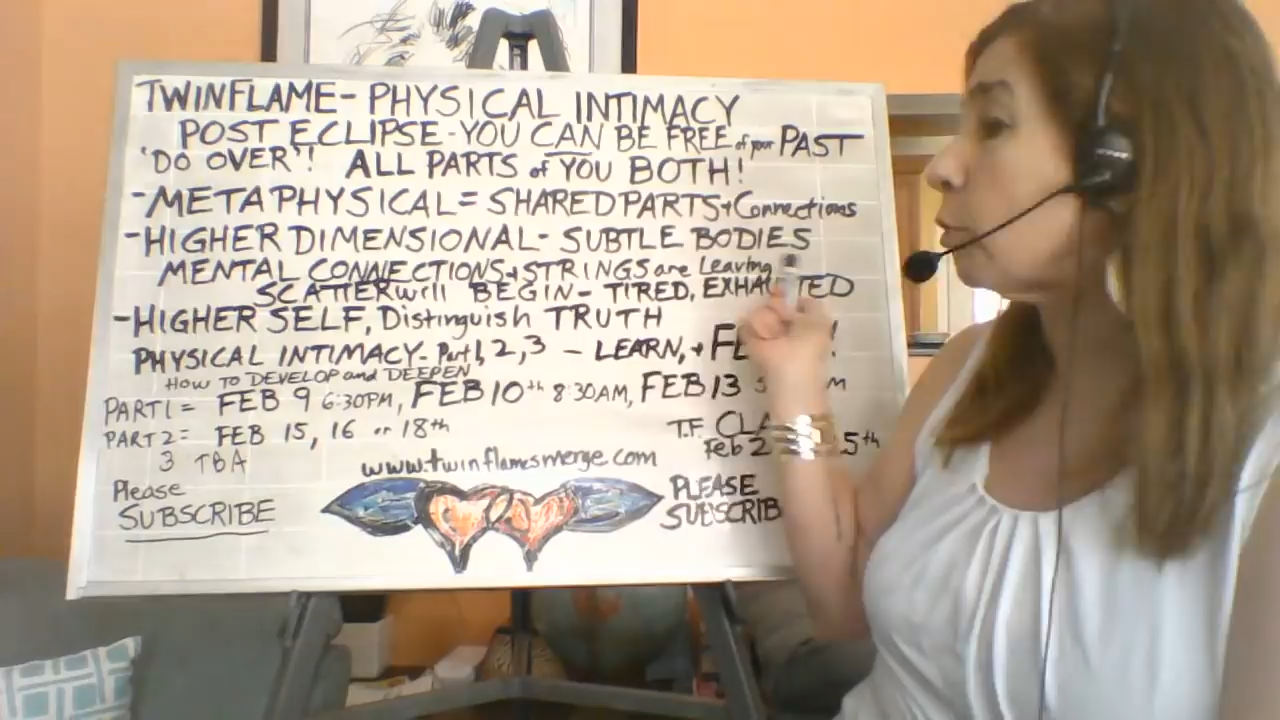 TWINFLAME- PHYSICAL INTIMACY
POST ECLIPSE-YOU CAN BE FREE of your PAST
'DO OVER'! ALL PARTS of YOU BOTH!
-METAPHYSICAL= SHARED PARTS + Connections
-HIGHER DIMENSIONAL- SUBTLE BODIES
MENTAL CONNECTIONS + STRINGS are Leaving
SCATTER will BEGIN- TIRED, EXHAUSTED
-HIGHER SELF, Distinguish TRUTH
PHYSICAL INTIMACY- Part 1, 2, 3 - LEARN, + FE !
HOW TO DEVELOP and DEEPEN
PART 1= FEB 9 6:30PM, FEB 10th 8:30AM, FEB 13 M
PART 2= FEB 15, 16 or 18th
T.F. CLA
3 TBA
Feb 2 5th
www.twinflamesmerge.com
Please
SUBSCRIBE
PLEASE
SUBSCRIB